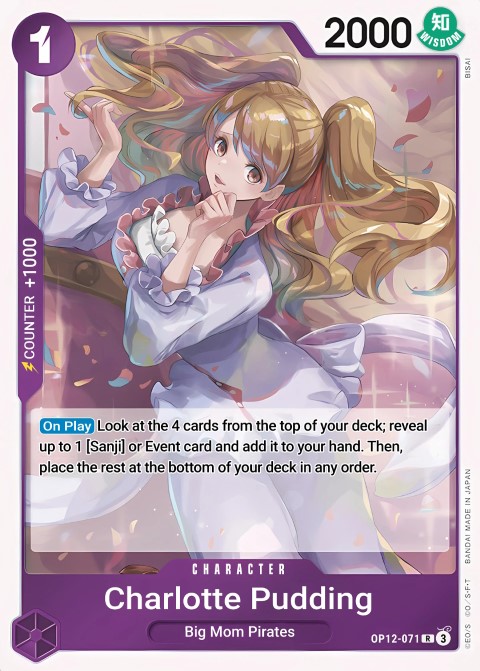 1
2000
知
WISDOM
BISAI
COUNTER +1000
On Play Look at the 4 cards from the top of your deck; reveal
up to 1 [Sanji] or Event card and add it to your hand. Then,
place the rest at the bottom of your deck in any order.
CHARACTER
Charlotte Pudding
Big Mom Pirates
OP12-071 R 3
©E.O/S ©O/S·F·T BANDAI MADE IN JAPAN